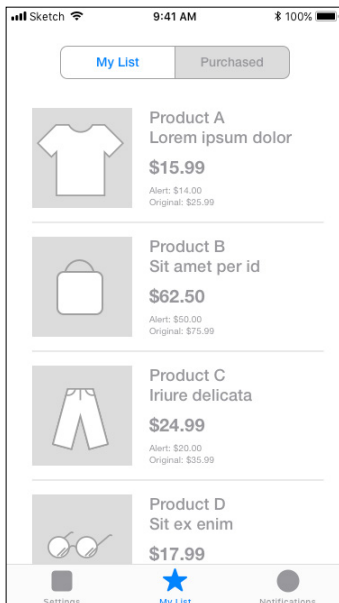 Sketch 9:41 AM 100%
My List Purchased
Product A
Lorem ipsum dolor
$15.99
Alert: $14.00
Original: $25.99
Product B
Sit amet per id
$62.50
Alert: $50.00
Original: $75.99
Product C
Iriure delicata
$24.99
Alert: $20.00
Original: $35.99
Product D
Sit ex enim
$17.99
Settings My List Notifications